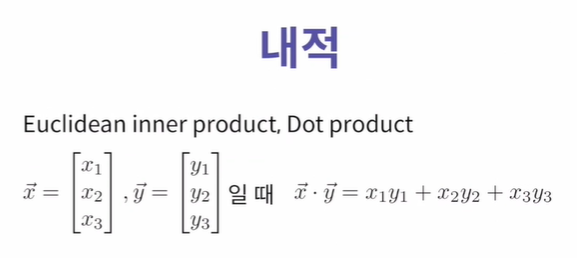 내적
Euclidean inner product, Dot product
$\vec{x} = \begin{bmatrix} x_1 \\ x_2 \\ x_3 \end{bmatrix}, \vec{y} = \begin{bmatrix} y_1 \\ y_2 \\ y_3 \end{bmatrix}$ 일 때 $\vec{x} \cdot \vec{y} = x_1y_1 + x_2y_2 + x_3y_3$